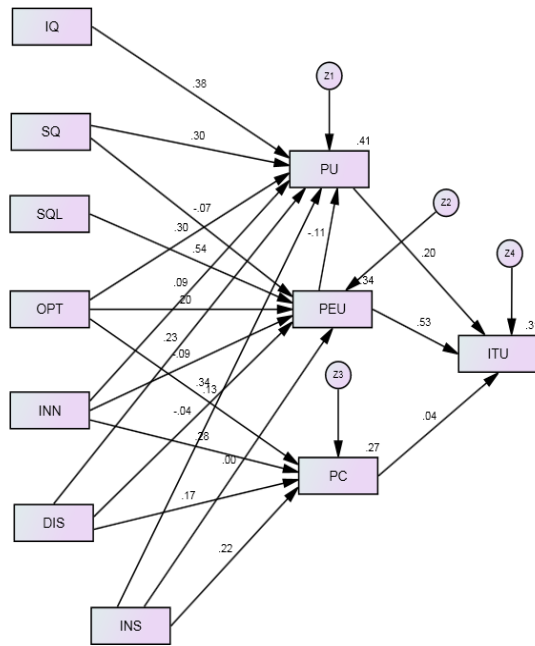 IQ
Z1
.38
SQ
.41
.30
PU
-.07
Z2
SQL
.30
-.11
.54
.20
Z4
.09
.34
OPT
.20
PEU
.53
.3
.23
ITU
-.09
Z3
.34
.13
INN
-.04
.04
.28
.27
.00
PC
DIS
.17
.22
INS